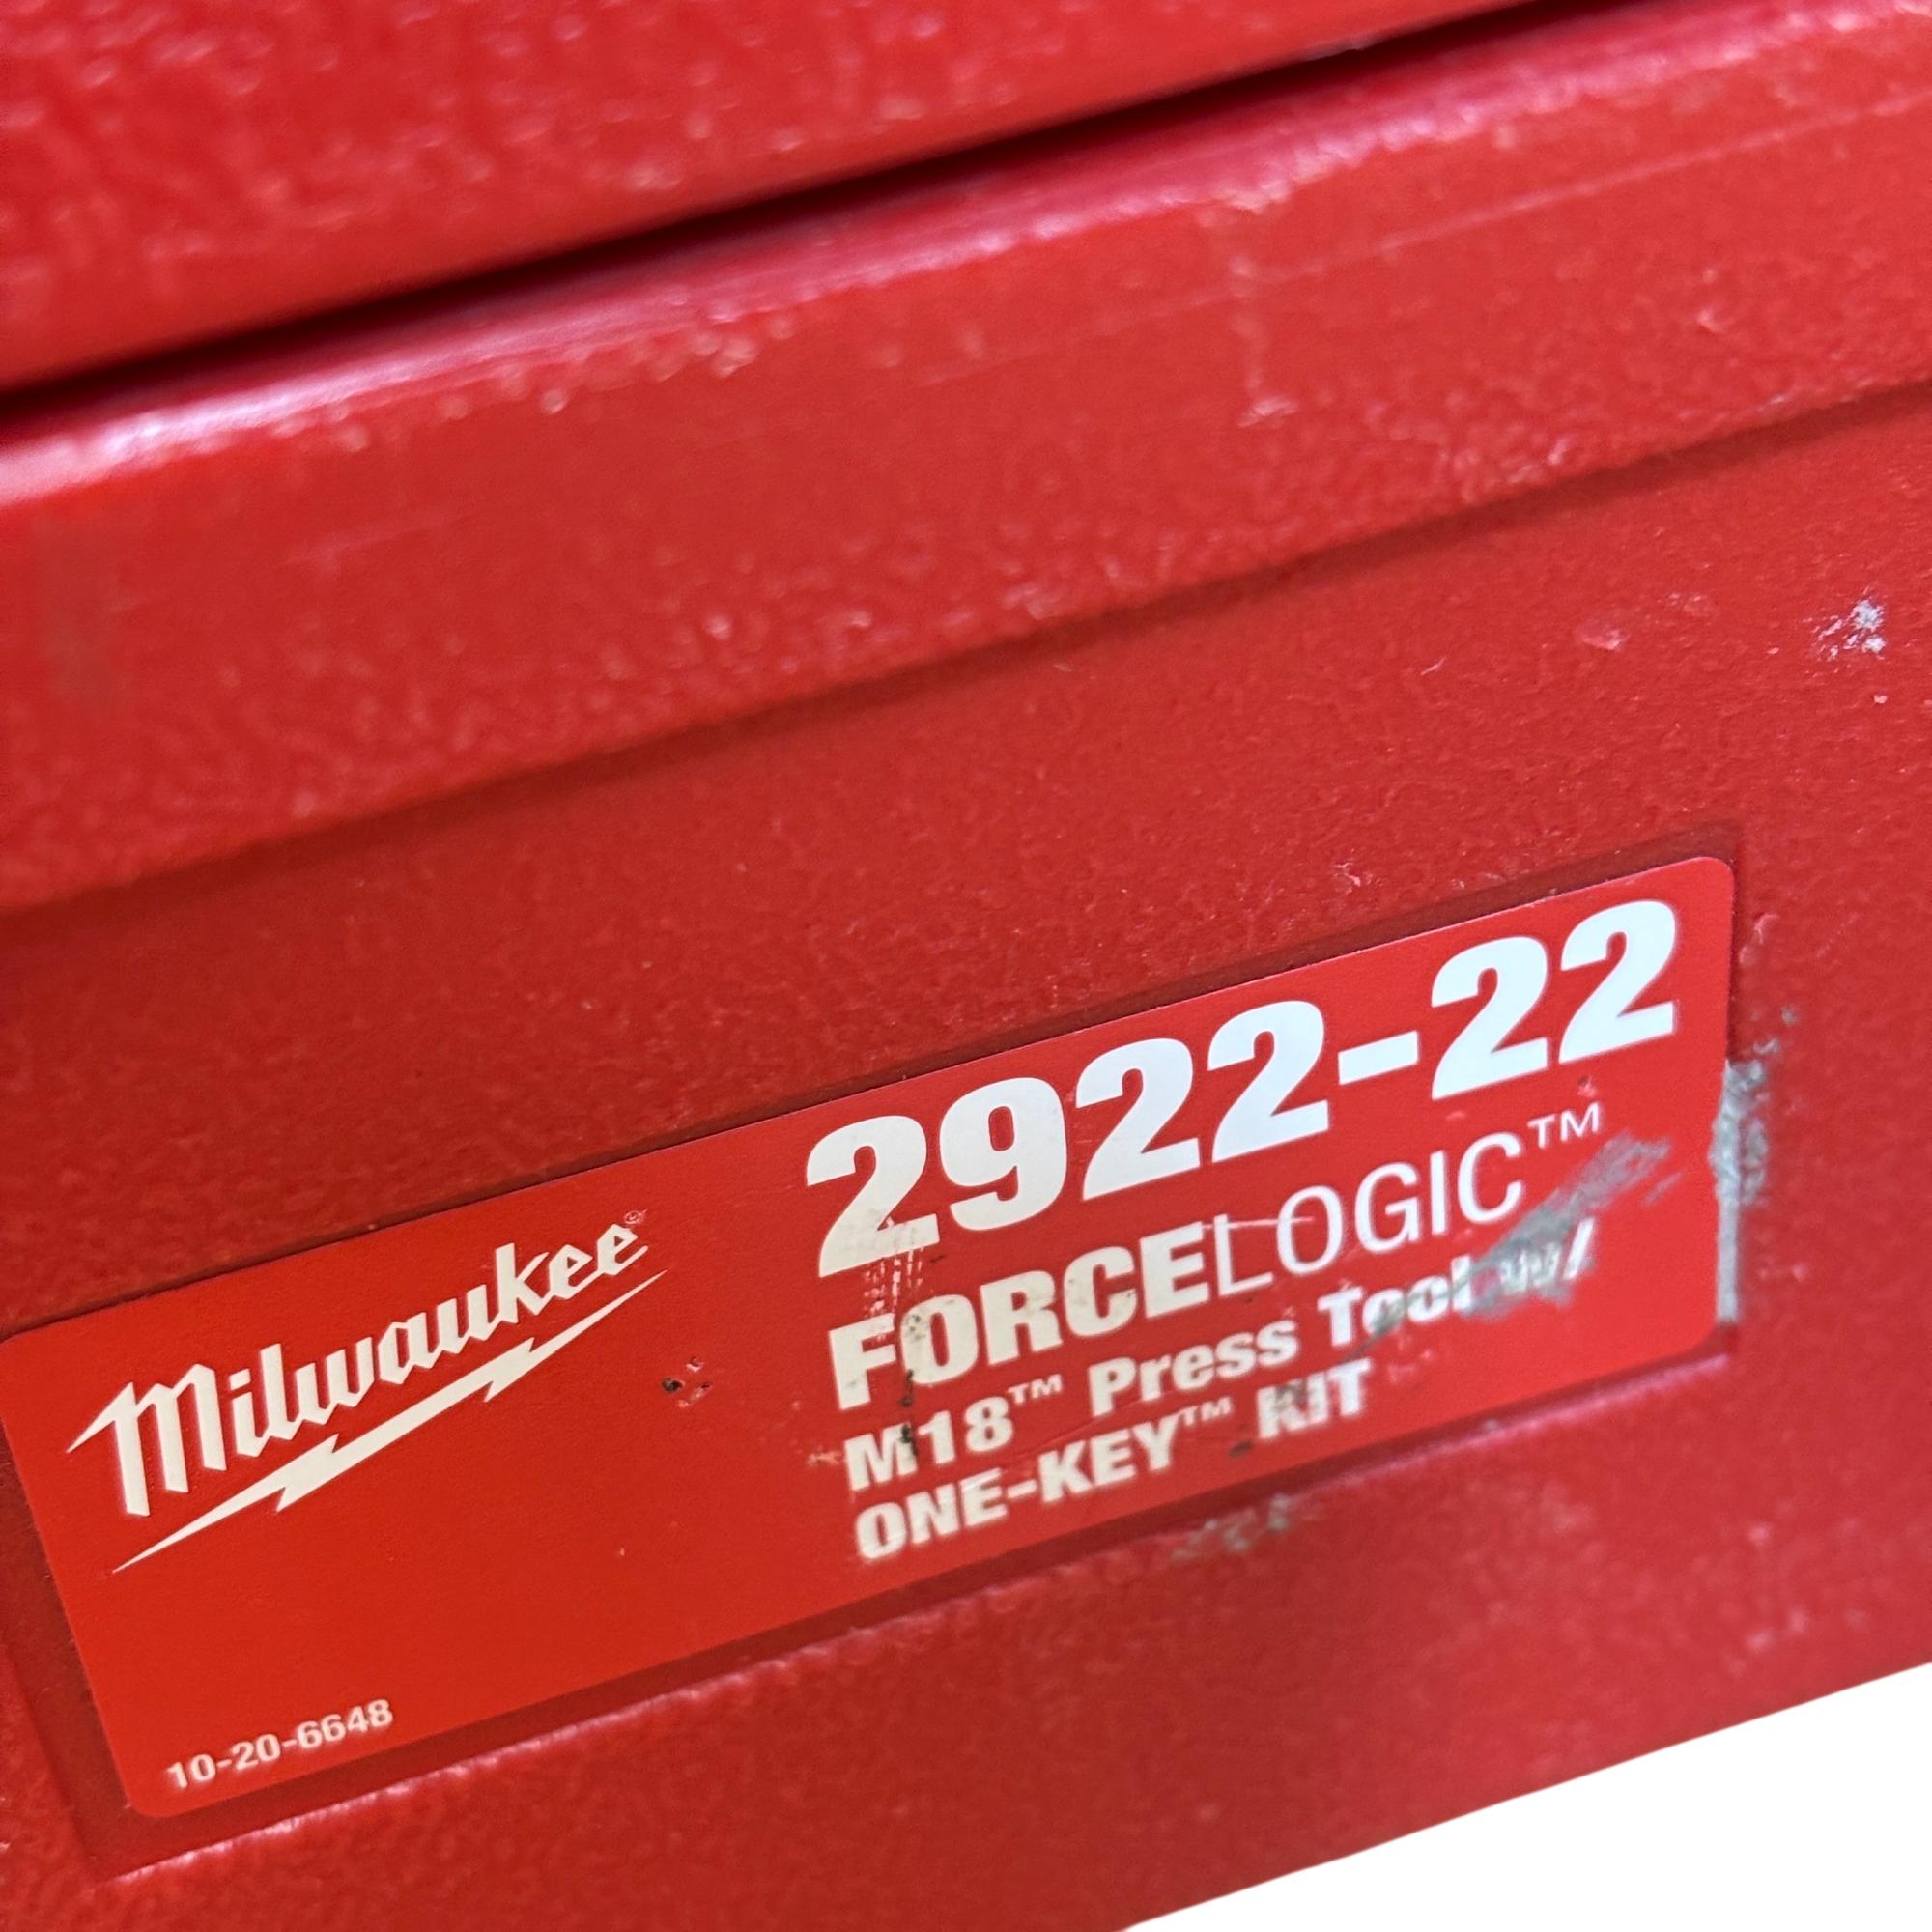 Milwaukee®
2922-22
FORCELOGIC™
M18™ Press Tool w/
ONE-KEY™ KIT
10-20-6648